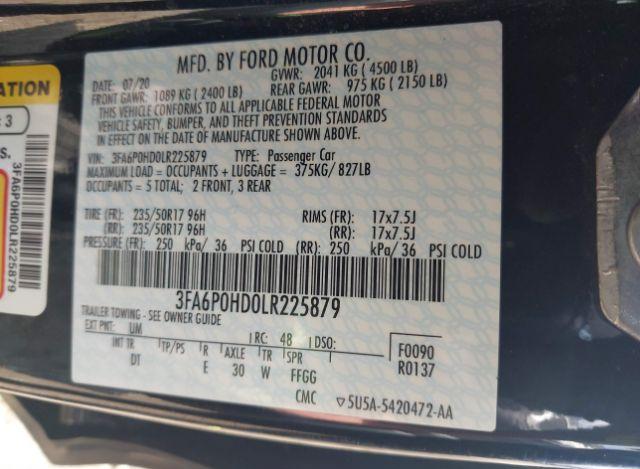 MFD. BY FORD MOTOR CO.
DATE: 07/20 GVWR: 2041 KG ( 4500 LB)
FRONT GAWR: 1089 KG ( 2400 LB) REAR GAWR: 975 KG ( 2150 LB)
THIS VEHICLE CONFORMS TO ALL APPLICABLE FEDERAL MOTOR
VEHICLE SAFETY, BUMPER, AND THEFT PREVENTION STANDARDS
IN EFFECT ON THE DATE OF MANUFACTURE SHOWN ABOVE.
VIN: 3FA6P0HD0LR225879 TYPE: Passenger Car
MAXIMUM LOAD = OCCUPANTS + LUGGAGE = 375KG/ 827LB
OCCUPANTS = 5 TOTAL; 2 FRONT, 3 REAR
TIRE (FR): 235/50R17 96H RIMS (FR): 17x7.5J
(RR): 235/50R17 96H (RR): 17x7.5J
PRESSURE (FR): 250 kPa/ 36 PSI COLD (RR): 250 kPa/ 36 PSI COLD
3FA6P0HD0LR225879
TRAILER TOWING - SEE OWNER GUIDE
EXT PNT: UM RC: 48 DSO: F0090
INT TR TP/PS R AXLE TR SPR R0137
DT E 30 W FFGG
CMC ▽5U5A-5420472-AA
ATION
: 3
S.
3FA6P0HD0LR225879